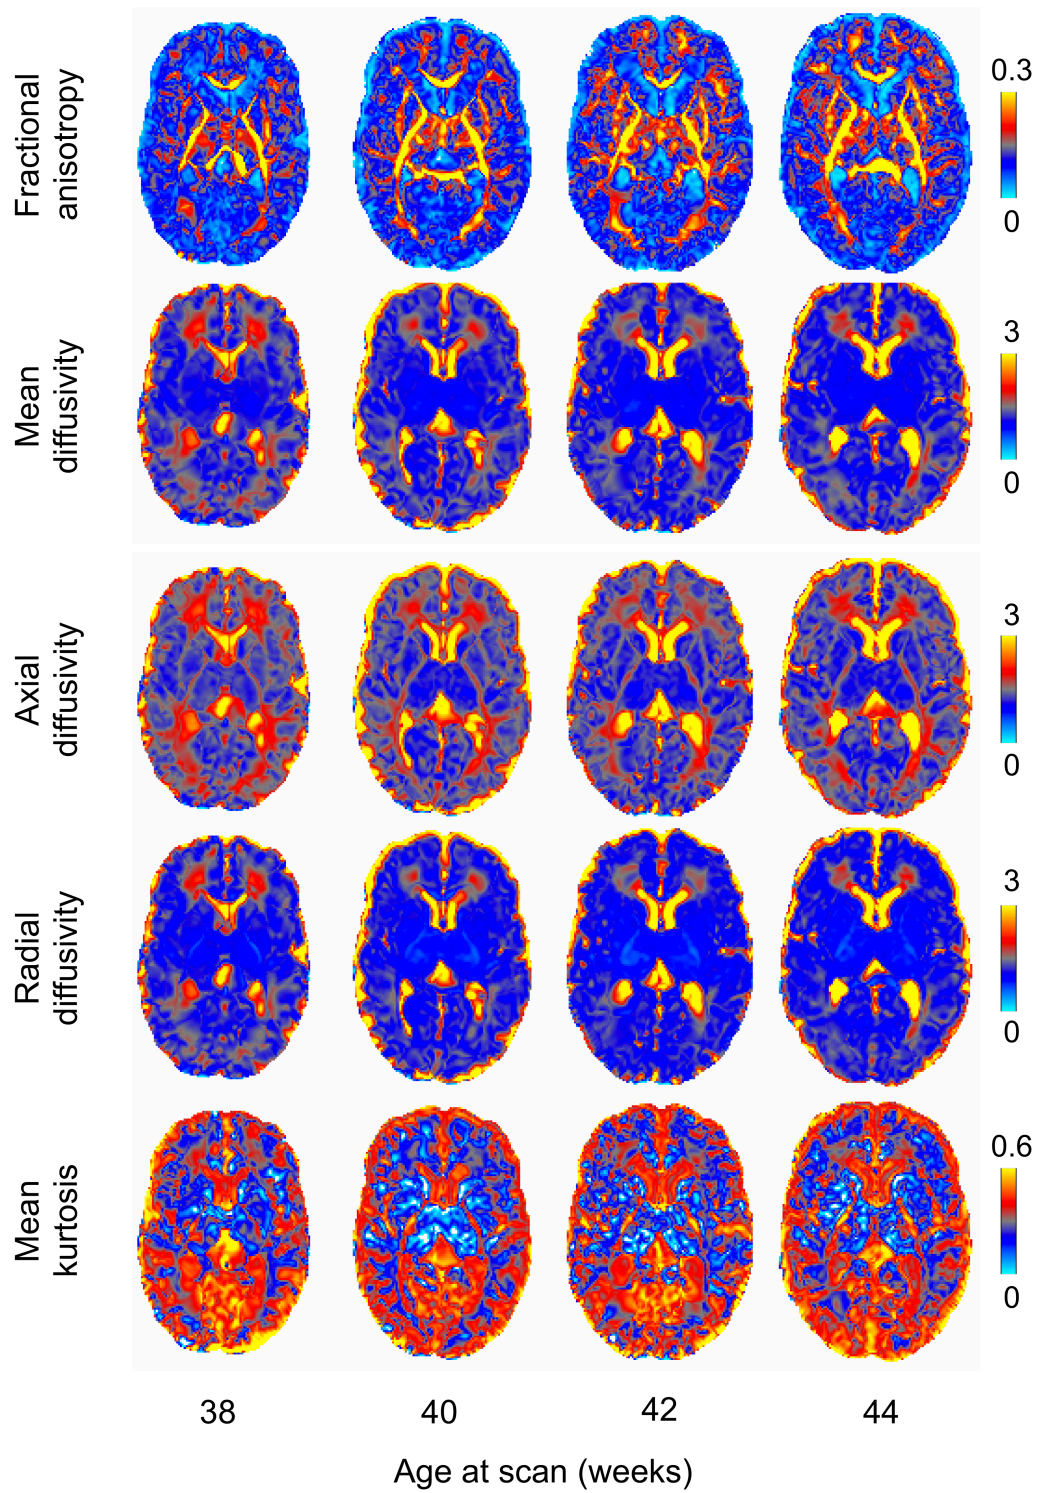 Fractional
anisotropy
0.3
0
Mean
diffusivity
3
0
Axial
diffusivity
3
0
Radial
diffusivity
3
0
Mean
kurtosis
0.6
0
38 40 42 44
Age at scan (weeks)